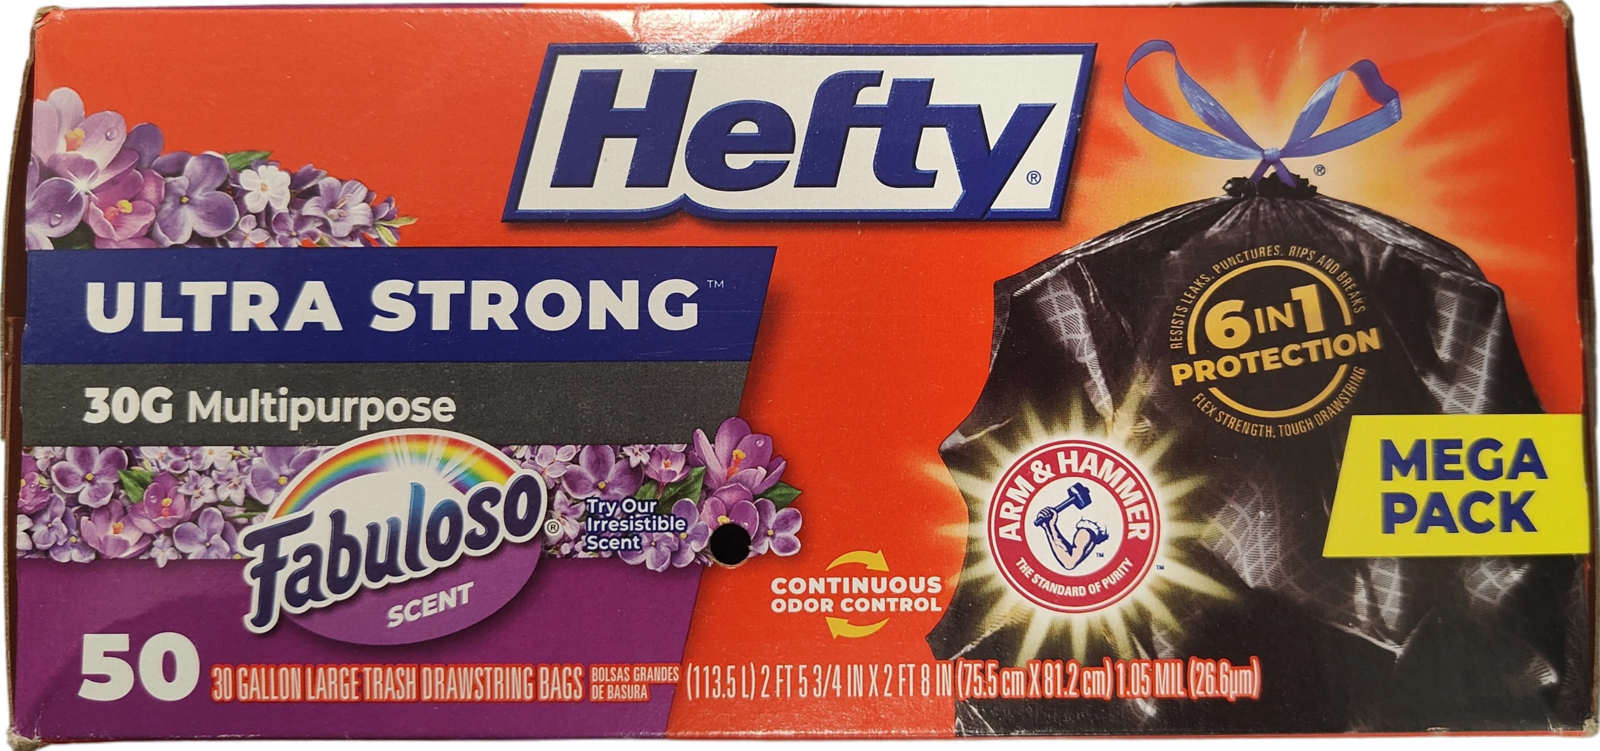 Hefty®
®
ULTRA STRONG™
30G Multipurpose
Fabuloso®
SCENT
Try Our
Irresistible
Scent
CONTINUOUS
ODOR CONTROL
RESISTS LEAKS, PUNCTURES, RIPS AND BREAKS
6 IN 1
PROTECTION
FLEX STRENGTH, TOUGH DRAWSTRING
ARM & HAMMER
™
THE STANDARD OF PURITY
™
MEGA
PACK
50 30 GALLON LARGE TRASH DRAWSTRING BAGS
BOLSAS GRANDES
DE BASURA
(113.5 L) 2 FT 5 3/4 IN X 2 FT 8 IN (75.5 cm X 81.2 cm) 1.05 MIL (26.6µm)